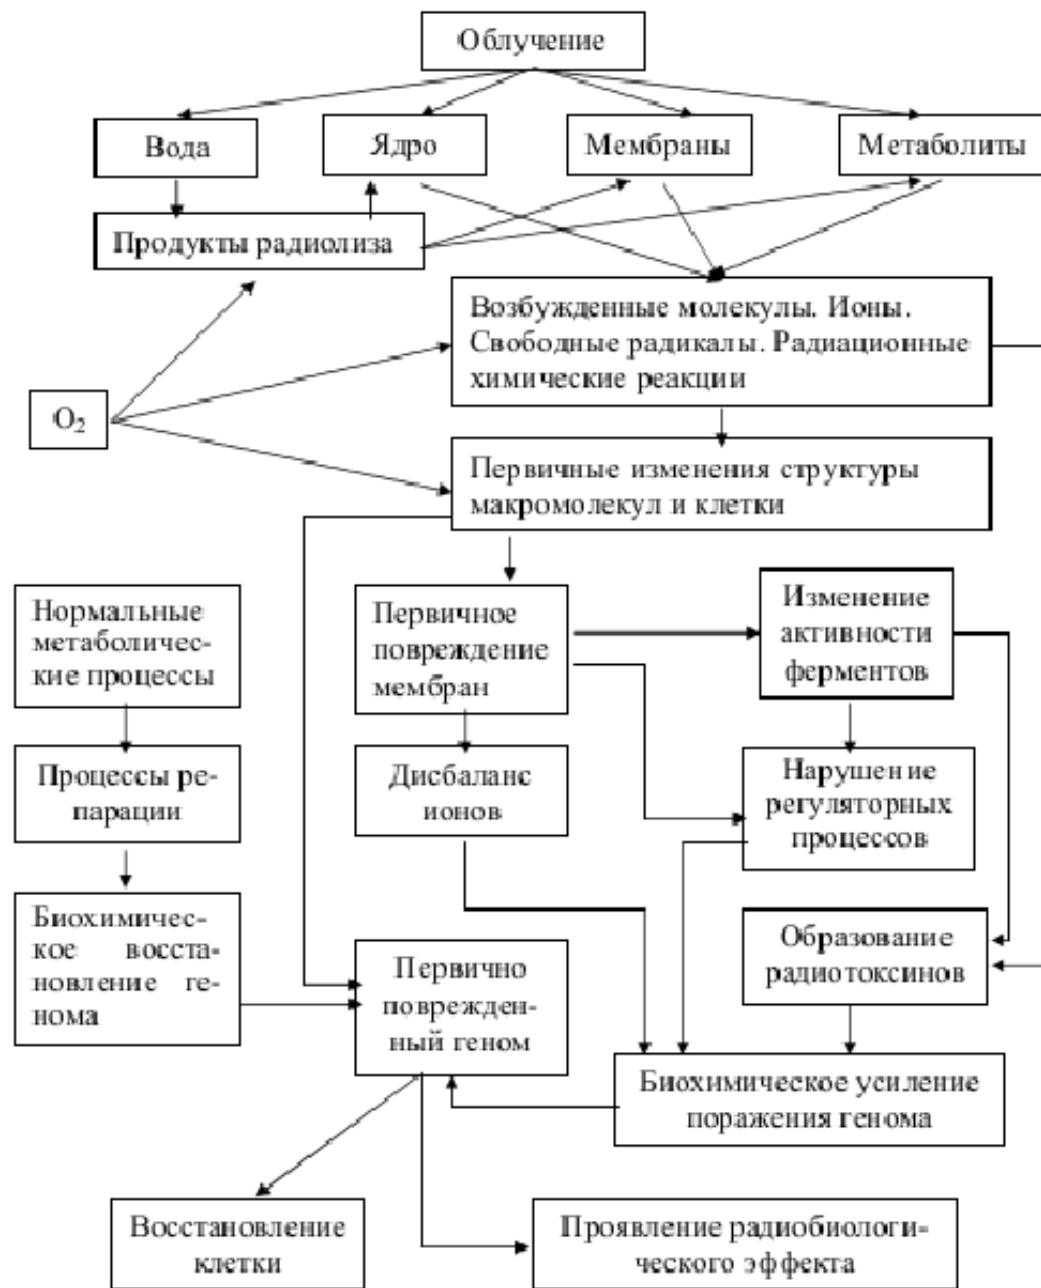 Облучение
Вода
Ядро
Мембраны
Метаболиты
Продукты радиолиза
Возбужденные молекулы. Ионы.
Свободные радикалы. Радиационные
химические реакции
O₂
Первичные изменения структуры
макромолекул и клетки
Нормальные
метаболичес-
кие процессы
Первичное
повреждение
мембран
Изменение
активности
ферментов
Процессы ре-
парации
Дисбаланс
ионов
Нарушение
регуляторных
процессов
Биохимичес-
кое восста-
новление ге-
нома
Первично
поврежден-
ный геном
Образование
радиотоксинов
Биохимическое усиление
поражения генома
Восстановление
клетки
Проявление радиобиологи-
ческого эффекта